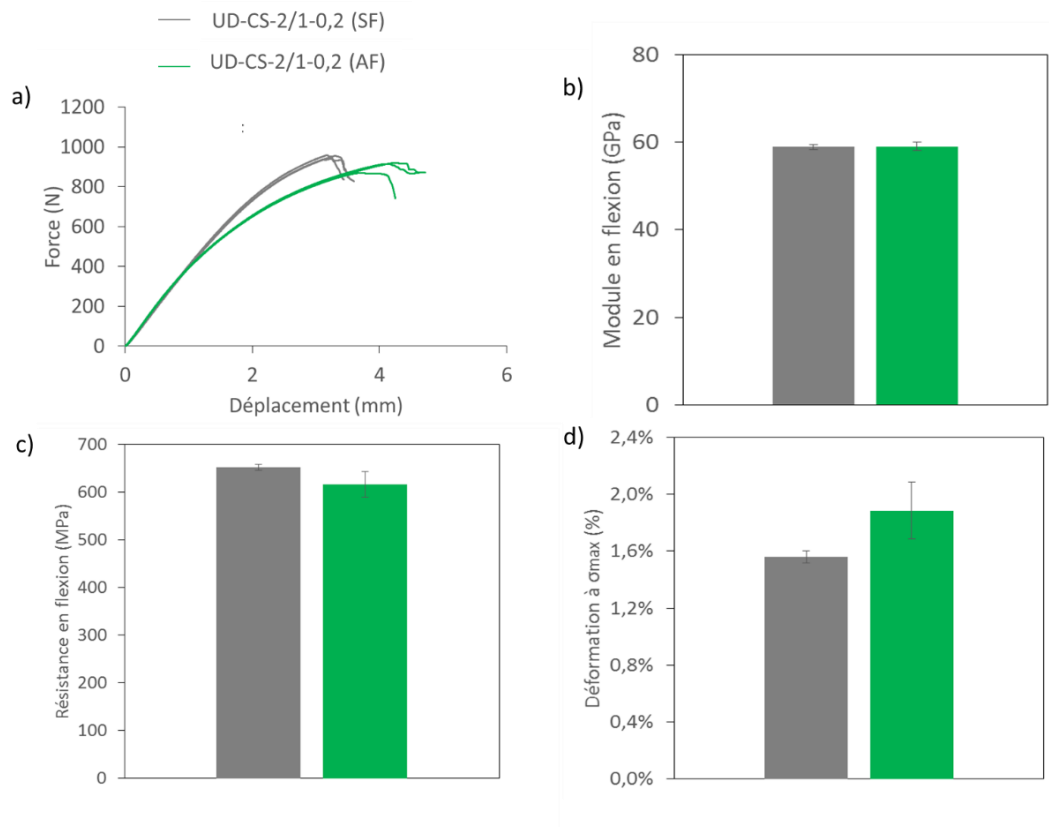 UD-CS-2/1-0,2 (SF)
UD-CS-2/1-0,2 (AF)
a)
1200
1000
800
600
400
200
0
Force (N)
:
0
2
4
6
Déplacement (mm)
b)
80
60
40
20
0
Module en flexion (GPa)
c)
700
600
500
400
300
200
100
0
Résistance en flexion (MPa)
d)
2,4%
2,0%
1,6%
1,2%
0,8%
0,4%
0,0%
Déformation à σmax (%)